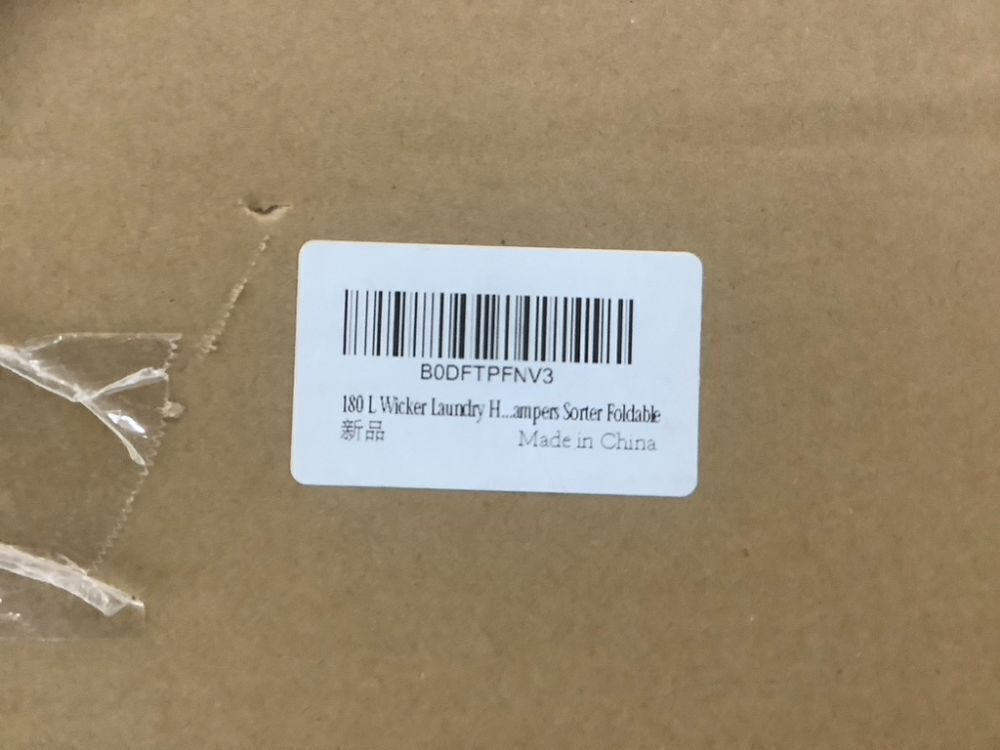 B0DFTPFNV3
180 L Wicker Laundry H...ampers Sorter Foldable
新品
Made in China